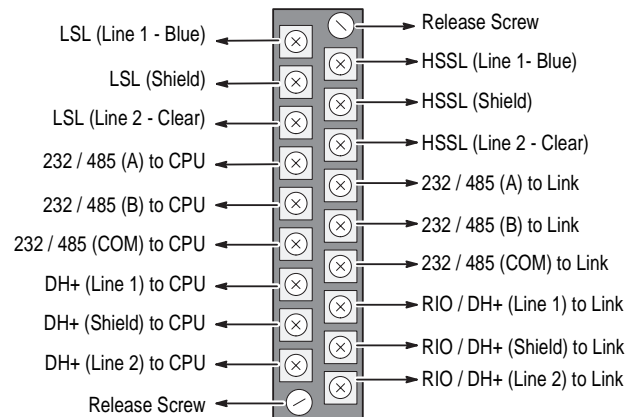 LSL (Line 1 - Blue)
LSL (Shield)
LSL (Line 2 - Clear)
232 / 485 (A) to CPU
232 / 485 (B) to CPU
232 / 485 (COM) to CPU
DH+ (Line 1) to CPU
DH+ (Shield) to CPU
DH+ (Line 2) to CPU
Release Screw
Release Screw
HSSL (Line 1- Blue)
HSSL (Shield)
HSSL (Line 2 - Clear)
232 / 485 (A) to Link
232 / 485 (B) to Link
232 / 485 (COM) to Link
RIO / DH+ (Line 1) to Link
RIO / DH+ (Shield) to Link
RIO / DH+ (Line 2) to Link